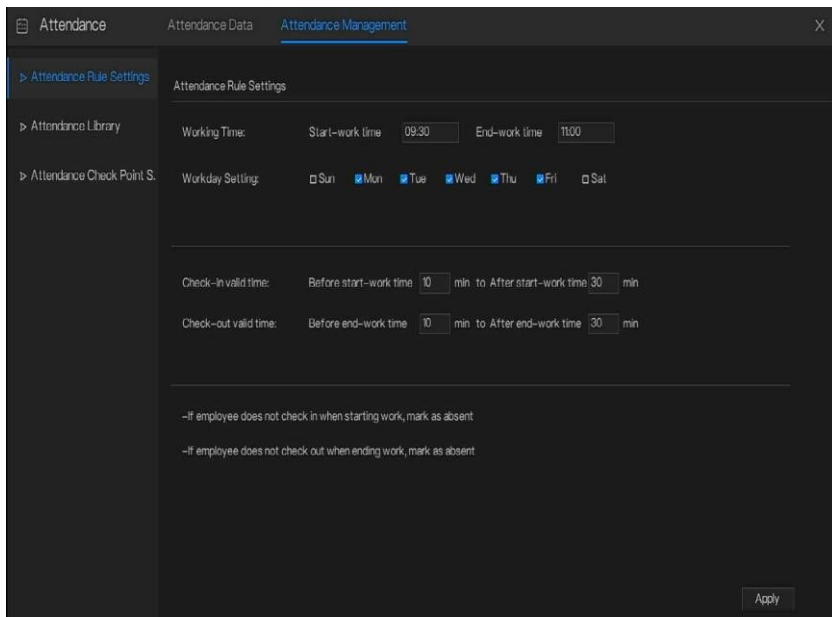 Attendance Attendance Data Attendance Management X
Attendance Rule Settings
Attendance Rule Settings
Attendance Library
Working Time: Start-work time 09:30 End-work time 11:00
Attendance Check Point S.
Workday Setting: Sun Mon Tue Wed Thu Fri Sat
Check-in valid time: Before start-work time 10 min to After start-work time 30 min
Check-out valid time: Before end-work time 10 min to After end-work time 30 min
-If employee does not check in when starting work, mark as absent
-If employee does not check out when ending work, mark as absent
Apply